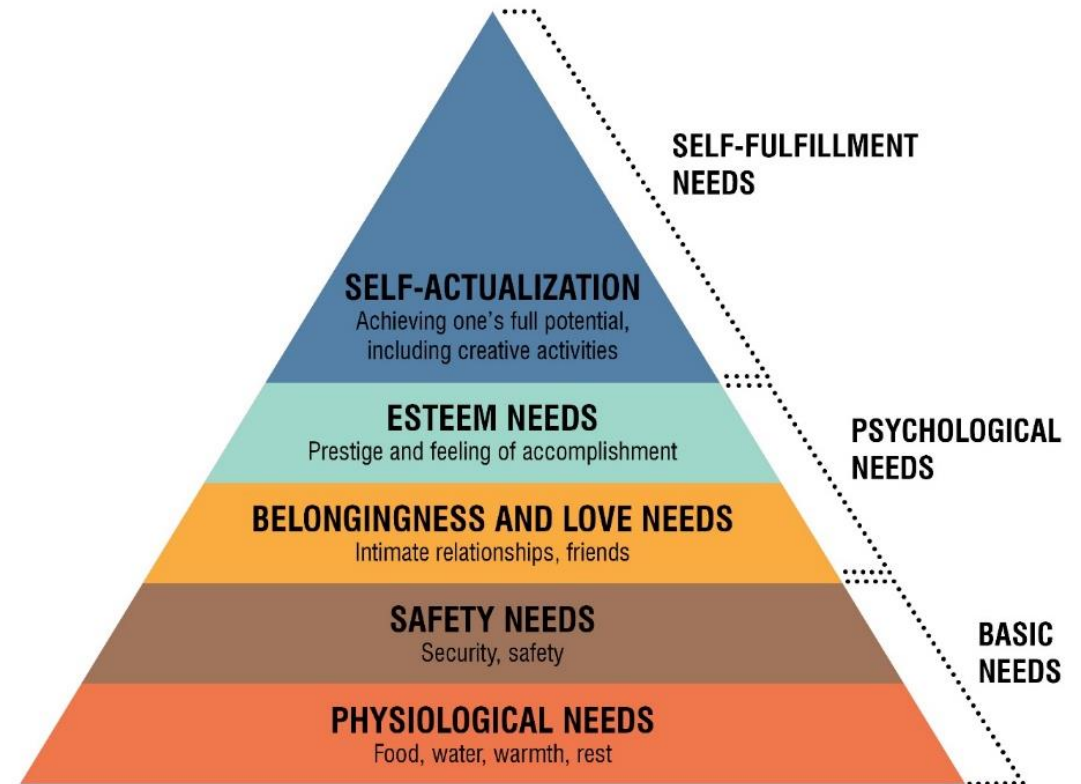 SELF-FULFILLMENT
NEEDS
SELF-ACTUALIZATION
Achieving one's full potential,
including creative activities
ESTEEM NEEDS
Prestige and feeling of accomplishment
PSYCHOLOGICAL
NEEDS
BELONGINGNESS AND LOVE NEEDS
Intimate relationships, friends
SAFETY NEEDS
Security, safety
BASIC
NEEDS
PHYSIOLOGICAL NEEDS
Food, water, warmth, rest